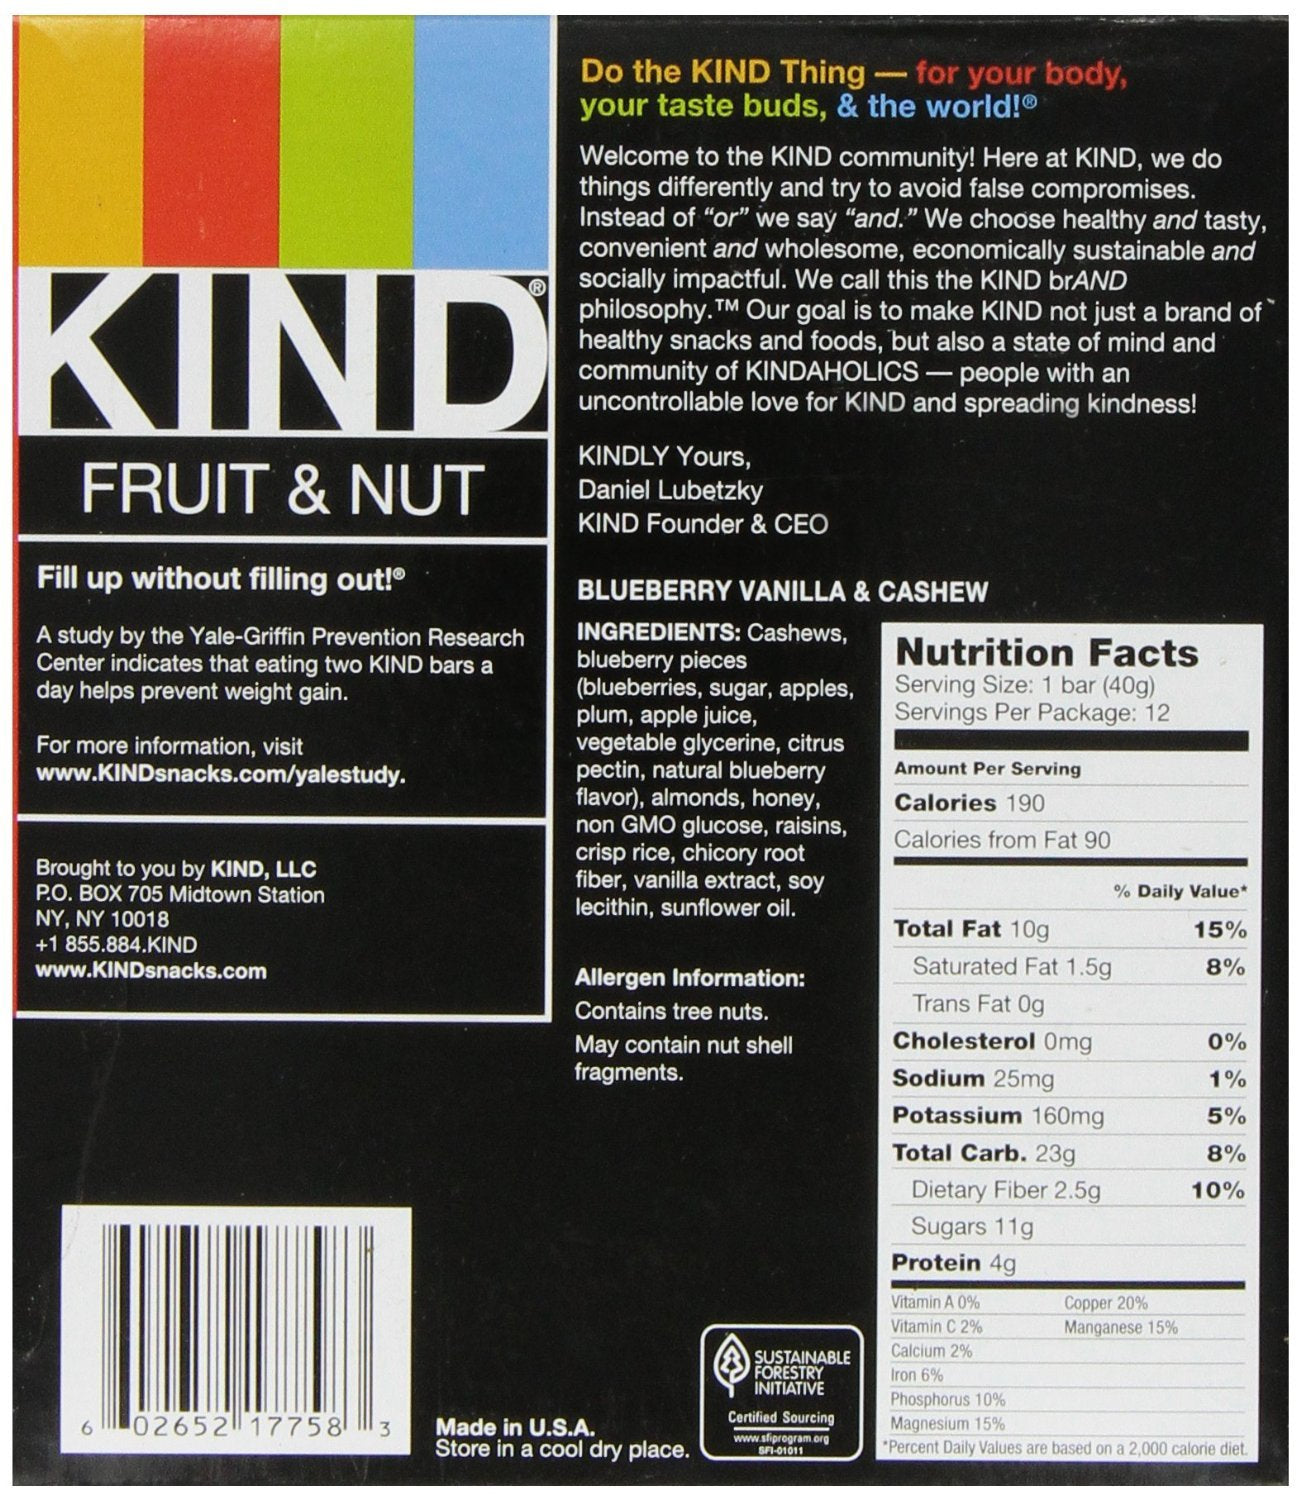 KIND®
FRUIT & NUT
Fill up without filling out!®
A study by the Yale-Griffin Prevention Research
Center indicates that eating two KIND bars a
day helps prevent weight gain.
For more information, visit
www.KINDsnacks.com/yalestudy.
Brought to you by KIND, LLC
P.O. BOX 705 Midtown Station
NY, NY 10018
+1 855.884.KIND
www.KINDsnacks.com
Do the KIND Thing — for your body,
your taste buds, & the world!®
Welcome to the KIND community! Here at KIND, we do
things differently and try to avoid false compromises.
Instead of “or” we say “and.” We choose healthy and tasty,
convenient and wholesome, economically sustainable and
socially impactful. We call this the KIND brAND
philosophy.™ Our goal is to make KIND not just a brand of
healthy snacks and foods, but also a state of mind and
community of KINDAHOLICS — people with an
uncontrollable love for KIND and spreading kindness!
KINDLY Yours,
Daniel Lubetzky
KIND Founder & CEO
BLUEBERRY VANILLA & CASHEW
INGREDIENTS: Cashews,
blueberry pieces
(blueberries, sugar, apples,
plum, apple juice,
vegetable glycerine, citrus
pectin, natural blueberry
flavor), almonds, honey,
non GMO glucose, raisins,
crisp rice, chicory root
fiber, vanilla extract, soy
lecithin, sunflower oil.
Allergen Information:
Contains tree nuts.
May contain nut shell
fragments.
Nutrition Facts
Serving Size: 1 bar (40g)
Servings Per Package: 12
Amount Per Serving
Calories 190
Calories from Fat 90
% Daily Value*
Total Fat 10g 15%
Saturated Fat 1.5g 8%
Trans Fat 0g
Cholesterol 0mg 0%
Sodium 25mg 1%
Potassium 160mg 5%
Total Carb. 23g 8%
Dietary Fiber 2.5g 10%
Sugars 11g
Protein 4g
Vitamin A 0% Copper 20%
Vitamin C 2% Manganese 15%
Calcium 2%
Iron 6%
Phosphorus 10%
Magnesium 15%
*Percent Daily Values are based on a 2,000 calorie diet.
6 02652 17758 3
Made in U.S.A.
Store in a cool dry place.
SUSTAINABLE
FORESTRY
INITIATIVE
Certified Sourcing
www.sfiprogram.org
SFI-01011